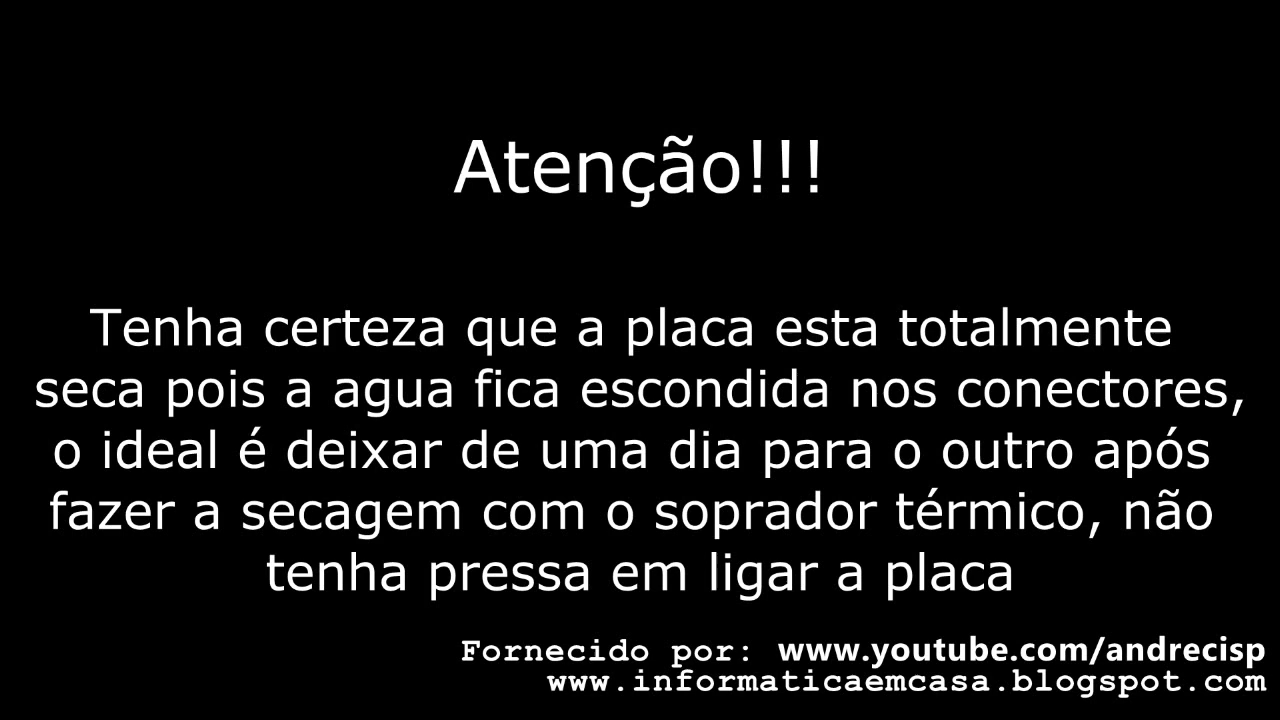 Atenção!!!
Tenha certeza que a placa esta totalmente
seca pois a agua fica escondida nos conectores,
o ideal é deixar de uma dia para o outro após
fazer a secagem com o soprador térmico, não
tenha pressa em ligar a placa
Fornecido por: www.youtube.com/andrecisp
www.informaticaemcasa.blogspot.com